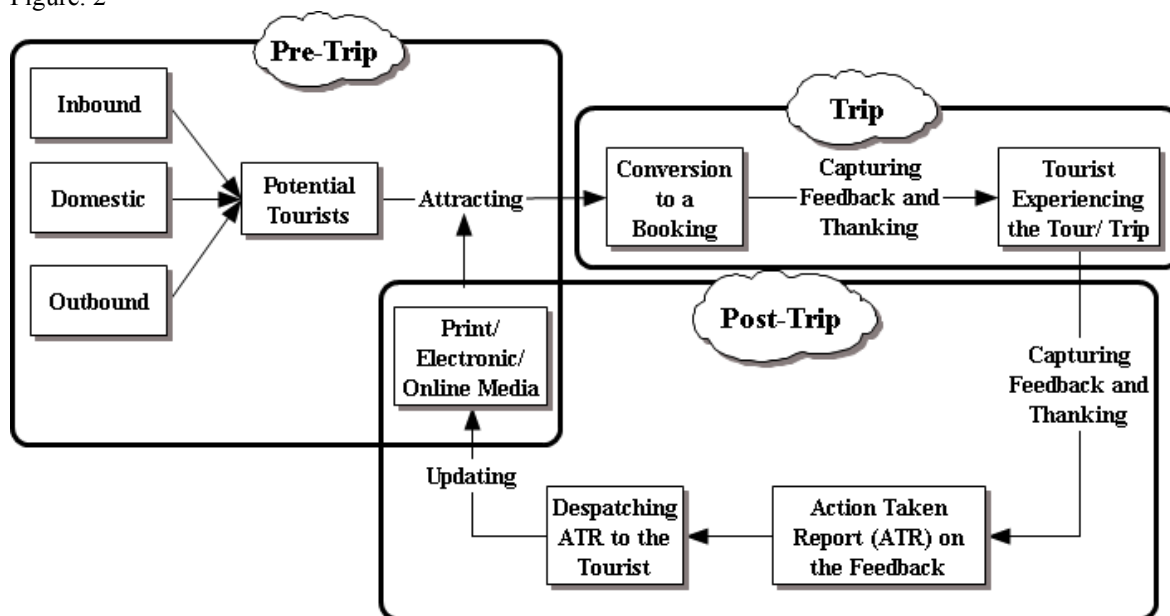 Figure: 2
Pre-Trip
Inbound
Domestic
Outbound
Potential
Tourists
Attracting
Trip
Conversion
to a
Booking
Capturing
Feedback and
Thanking
Tourist
Experiencing
the Tour/ Trip
Post-Trip
Print/
Electronic/
Online Media
Capturing
Feedback and
Thanking
Updating
Despatching
ATR to the
Tourist
Action Taken
Report (ATR) on
the Feedback